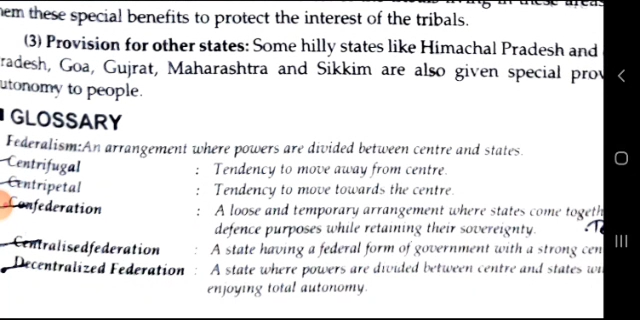 em these special benefits to protect the interest of the tribals.
(3) Provision for other states: Some hilly states like Himachal Pradesh and
radesh, Goa, Gujrat, Maharashtra and Sikkim are also given special prov
utonomy to people.
GLOSSARY
Federalism:An arrangement where powers are divided between centre and states.
Centrifugal : Tendency to move away from centre.
Centripetal : Tendency to move towards the centre.
Confederation : A loose and temporary arrangement where states come togeth
defence purposes while retaining their sovereignty.
Centralisedfederation : A state having a federal form of government with a strong cen
Decentralized Federation : A state where powers are divided between centre and states
enjoying total autonomy.